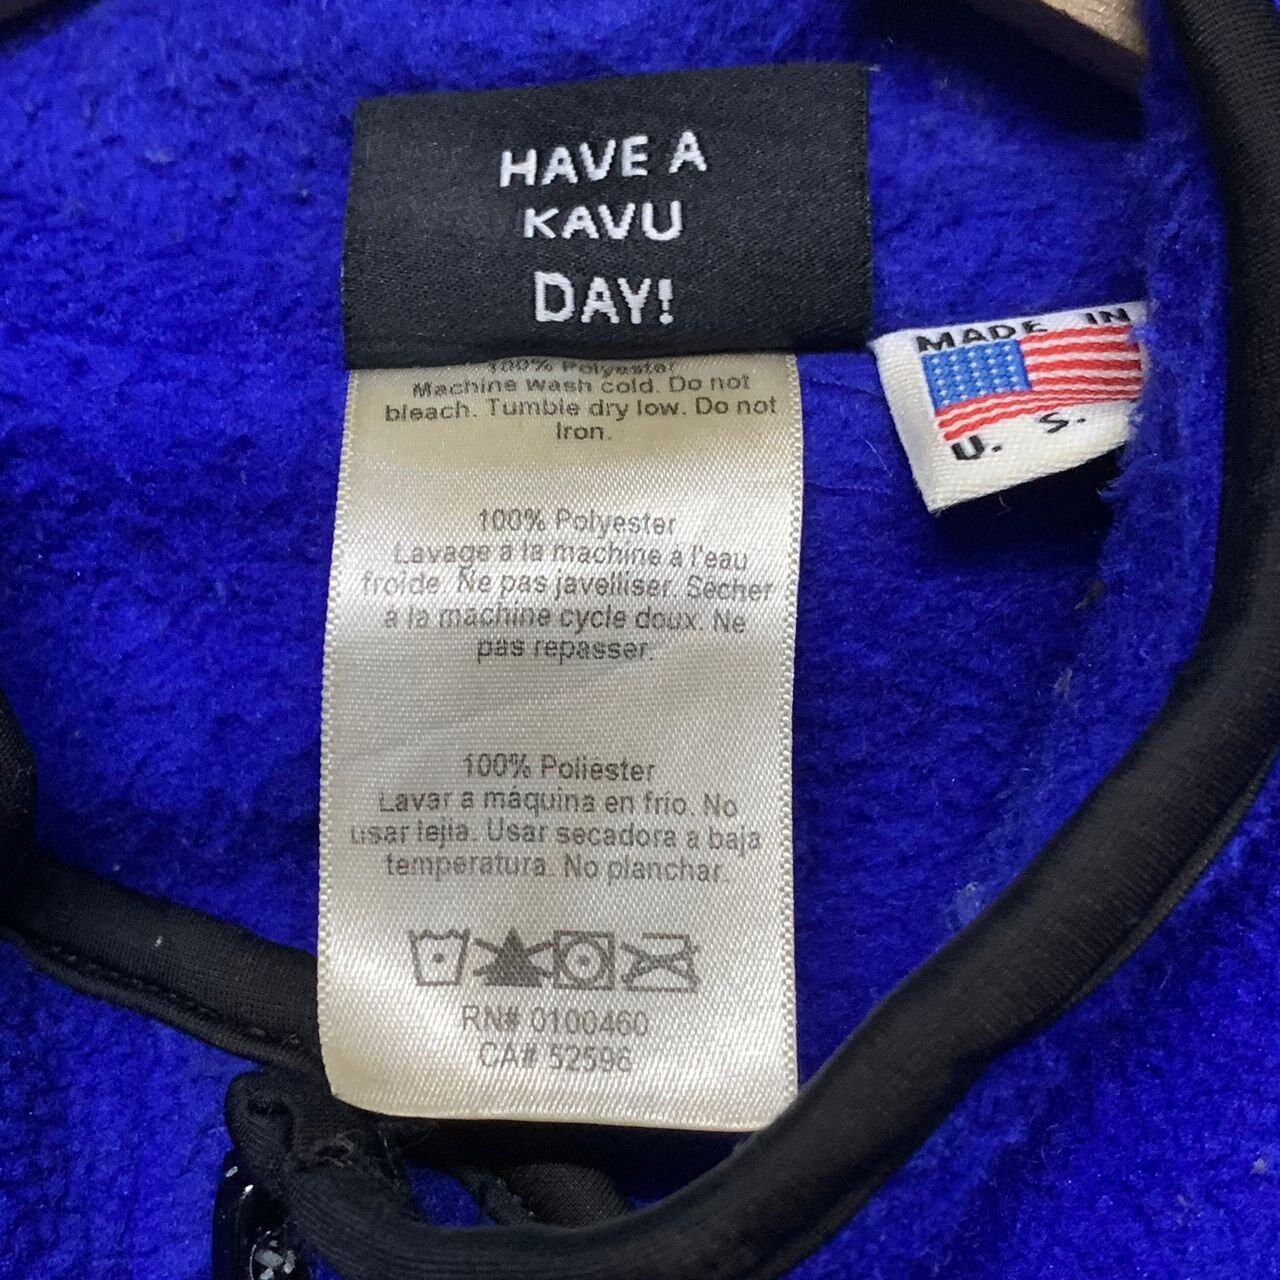 HAVE A
KAVU
DAY!
MADE IN
U. S.
100% Polyester
Machine wash cold. Do not
bleach. Tumble dry low. Do not
Iron.
100% Polyester
Lavage à la machine à l'eau
froide. Ne pas javelliser. Sécher
à la machine cycle doux. Ne
pas repasser.
100% Poliester
Lavar a máquina en frío. No
usar lejía. Usar secadora a baja
temperatura. No planchar.
RN# 0100460
CA# 52596